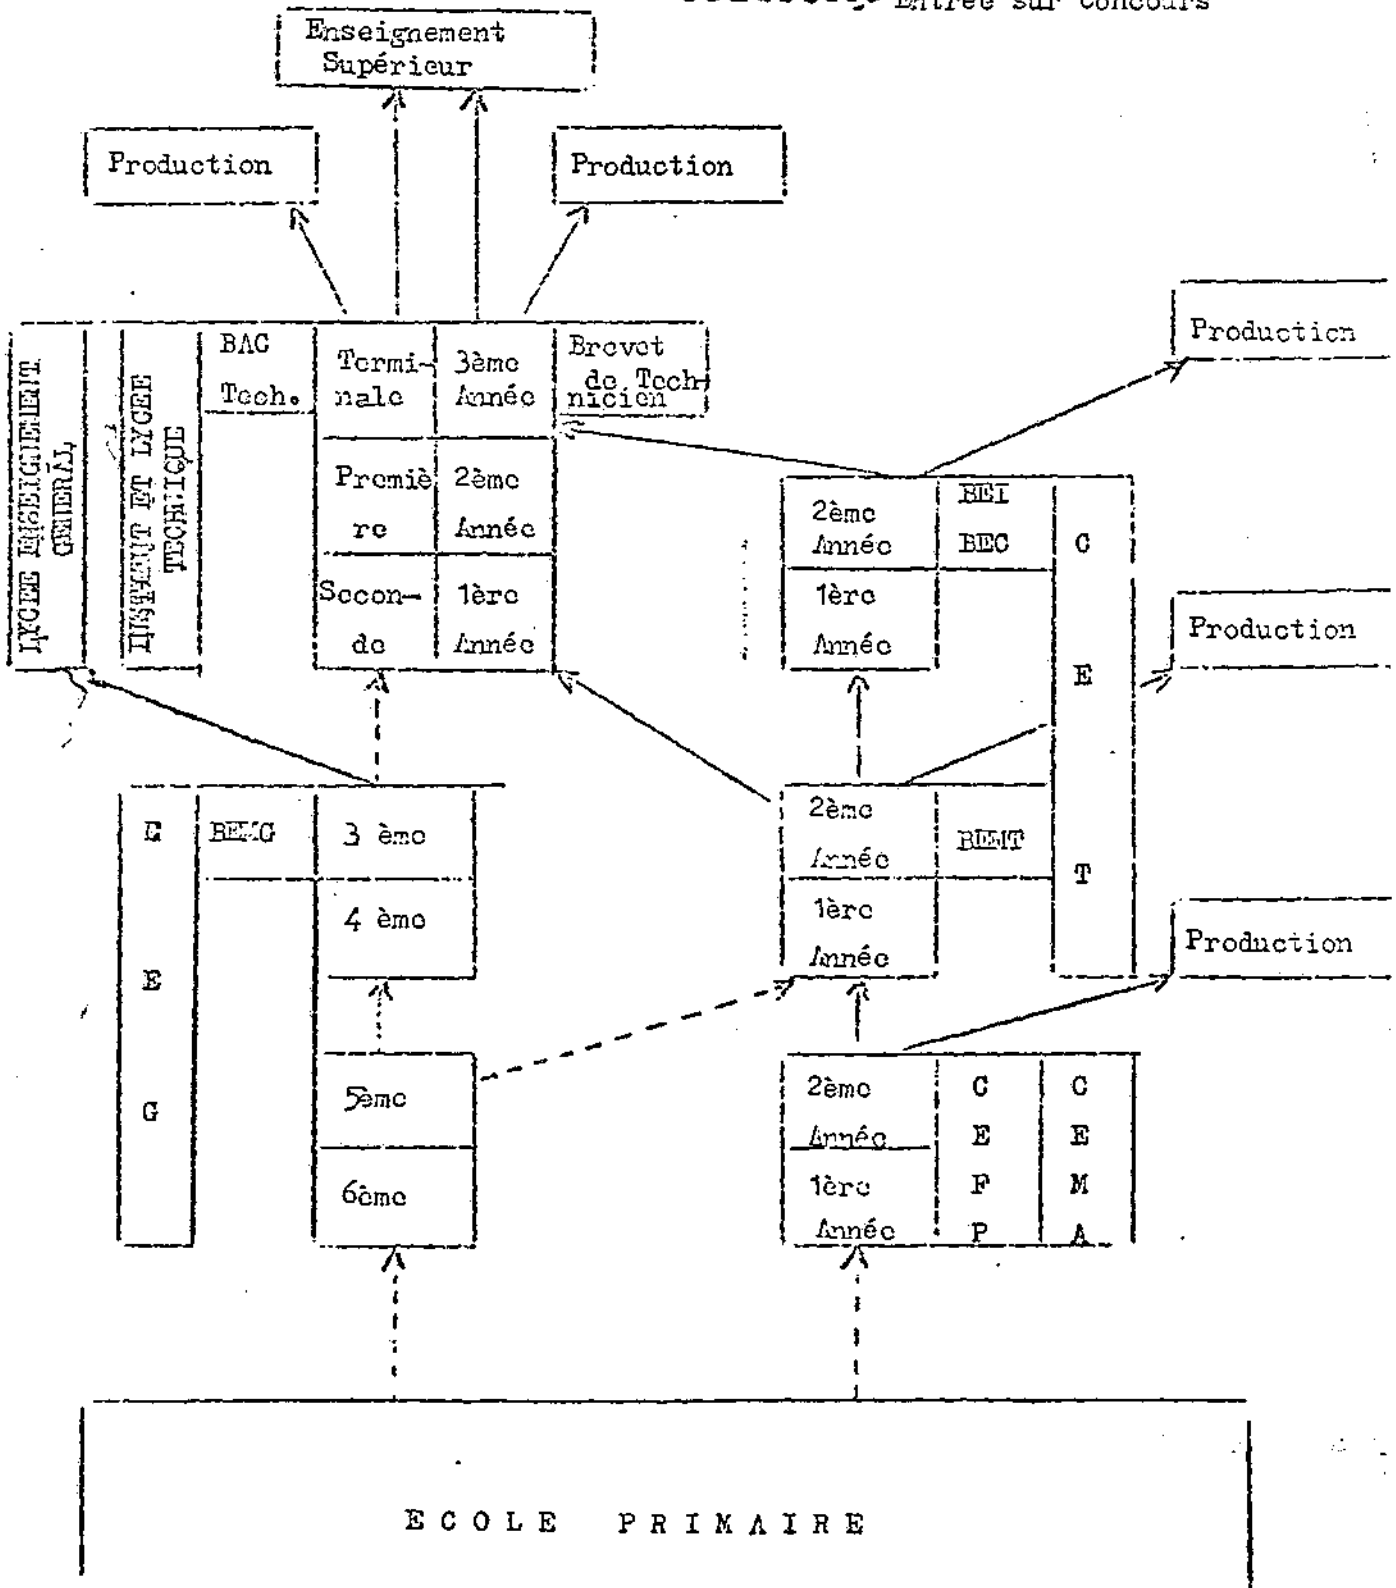 Entrée sur Concours
Enseignement
Supérieur
Production
Production
Production
LYCEE ENSEIGNEMENT
GENERAL
ET LYCEE
TECHNIQUE
BAC
Tech.
Termi-
nale
3ème
Année
Brevet
de Tech-
nicien
Premiè
re
2ème
Année
Secon-
de
1ère
Année
2ème
Année
BEI
BEC
1ère
Année
C
E
T
Production
C
E
G
BEMG
3 ème
4 ème
2ème
Année
BEMT
1ère
Année
Production
5ème
6ème
2ème
Année
1ère
Année
C
E
F
P
C
E
M
A
ECOLE PRIMAIRE